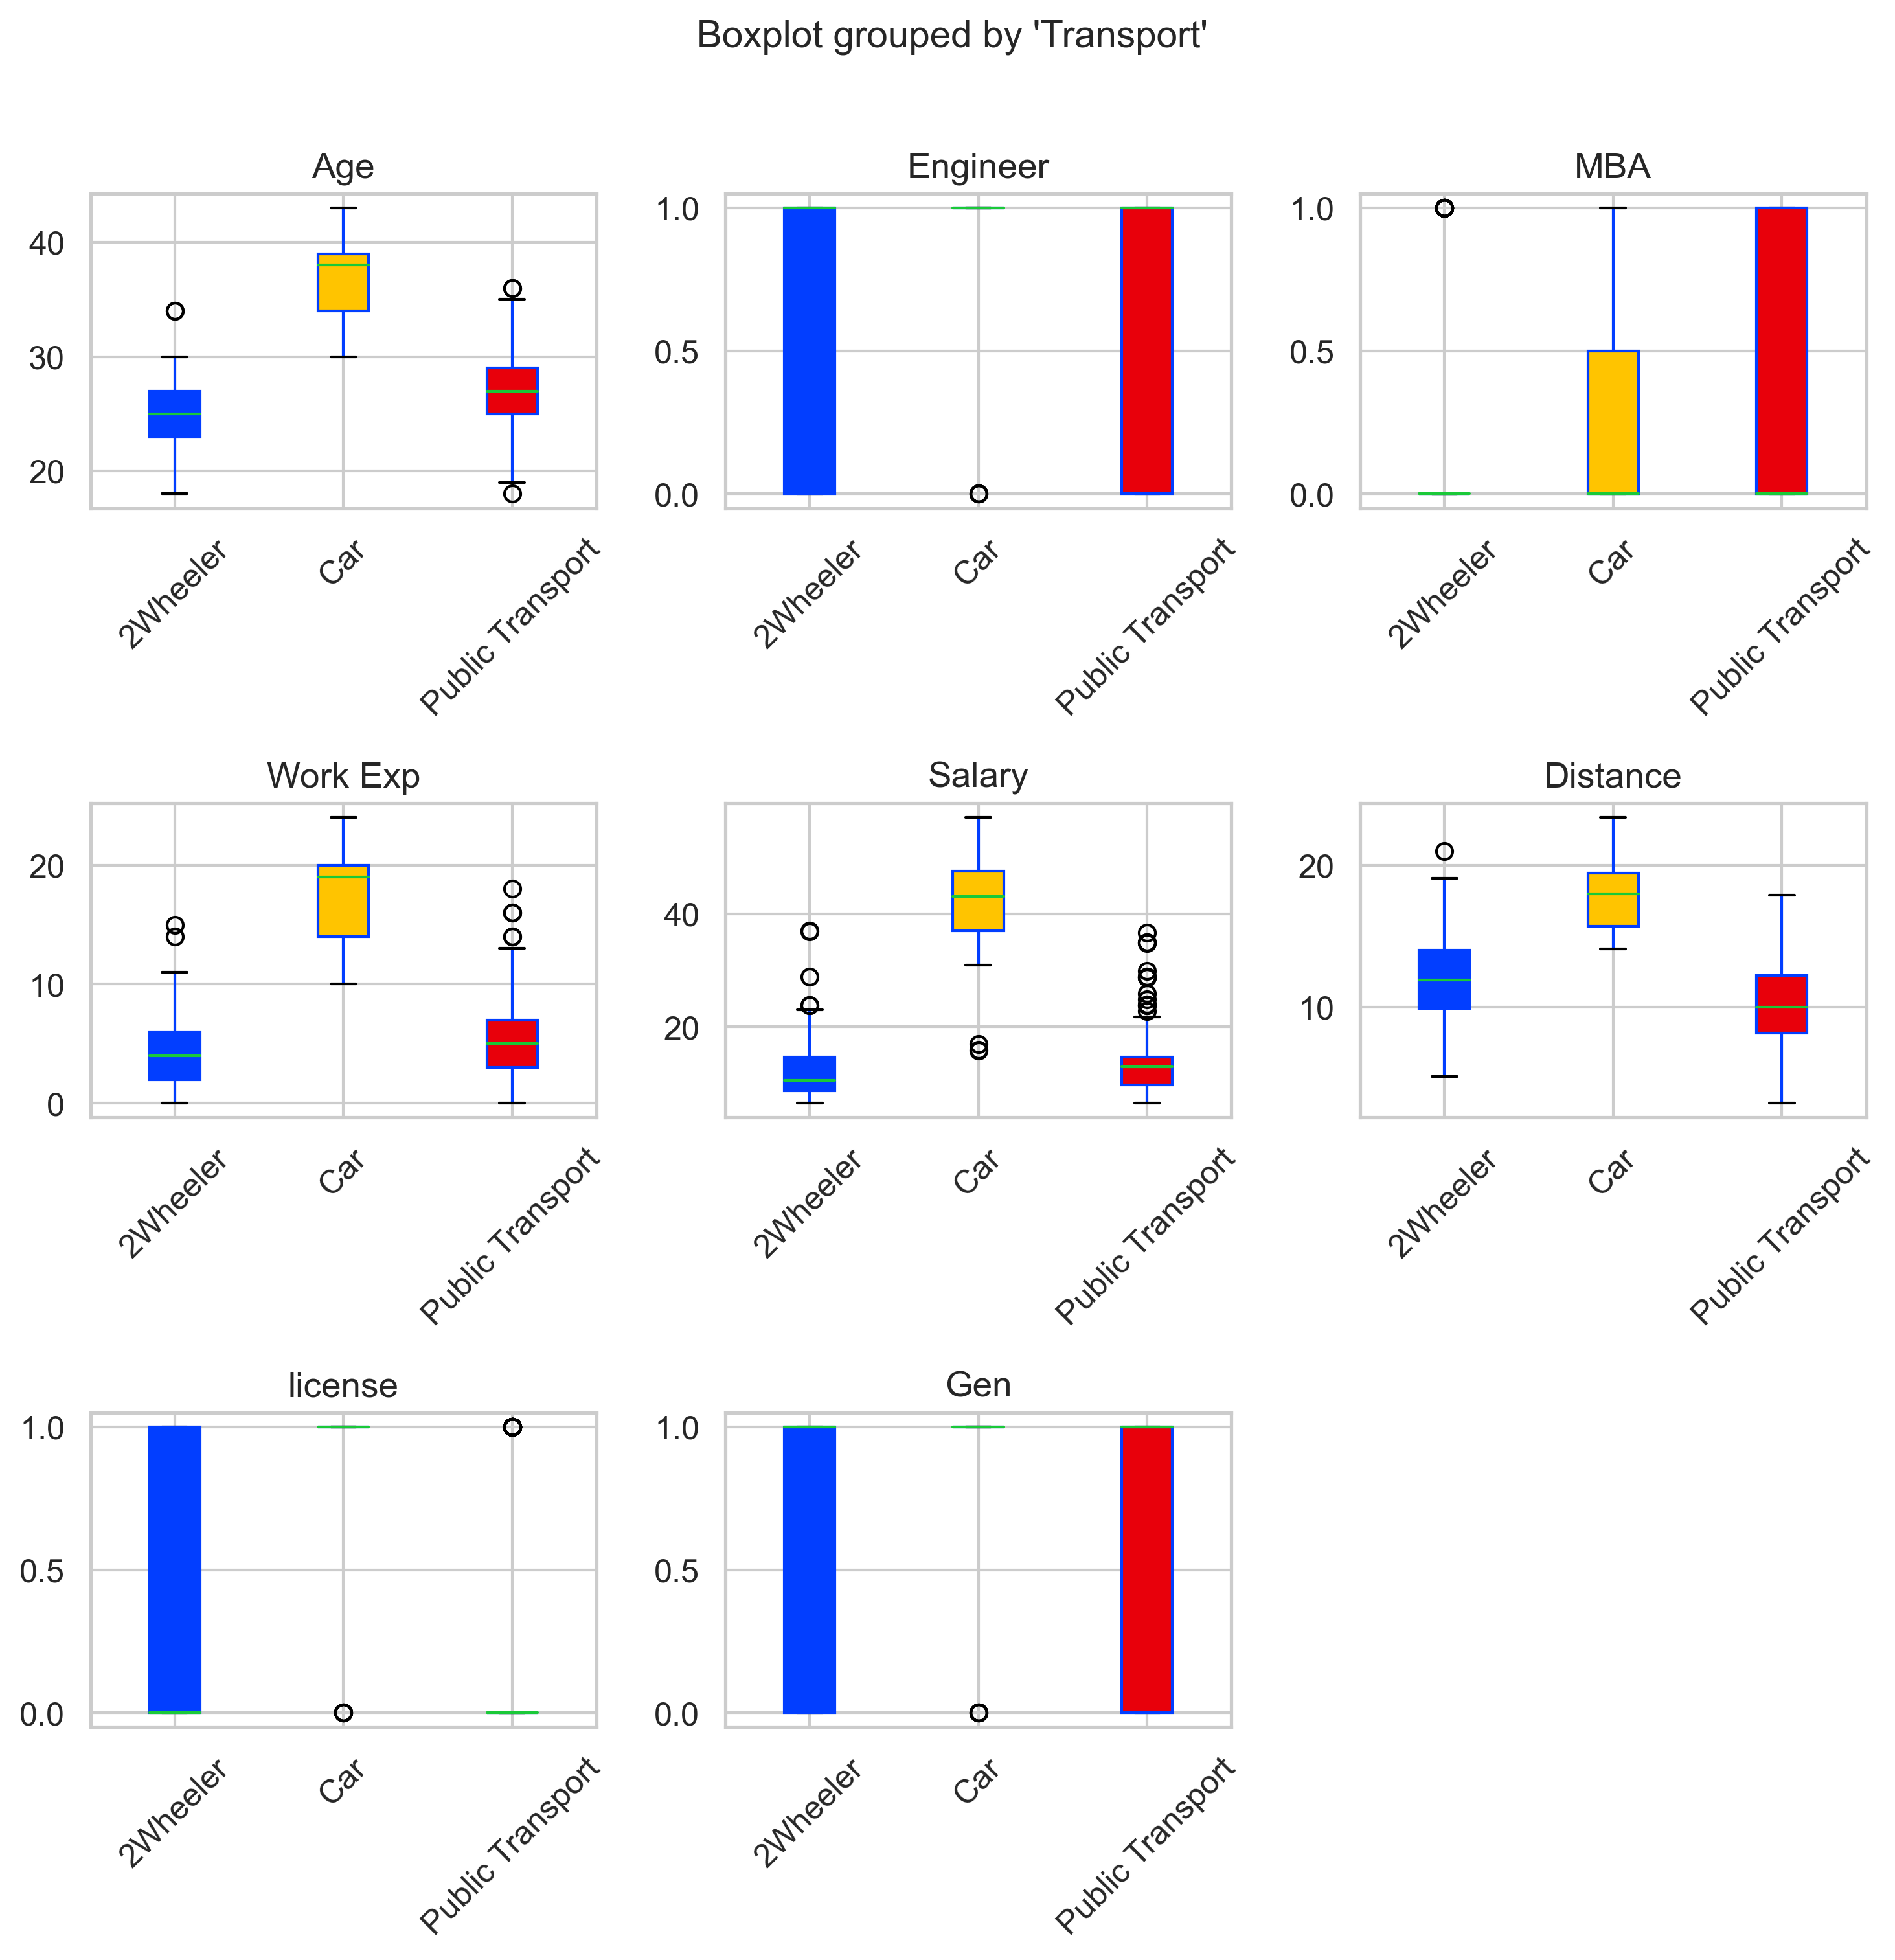 Boxplot grouped by 'Transport'
Age
40
30
20
2Wheeler
Car
Public Transport
Engineer
1.0
0.5
0.0
2Wheeler
Car
Public Transport
MBA
1.0
0.5
0.0
2Wheeler
Car
Public Transport
Work Exp
20
10
0
2Wheeler
Car
Public Transport
Salary
40
20
2Wheeler
Car
Public Transport
Distance
20
10
2Wheeler
Car
Public Transport
license
1.0
0.5
0.0
2Wheeler
Car
Public Transport
Gen
1.0
0.5
0.0
2Wheeler
Car
Public Transport